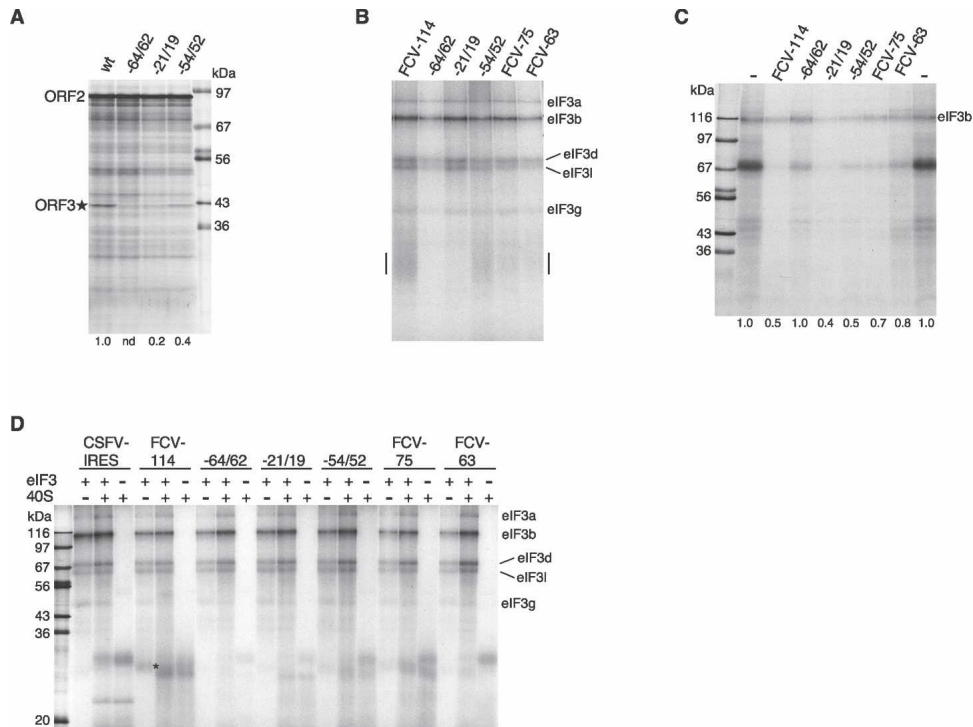 A
wt
-64/62
-21/19
-54/52
kDa
ORF2
97
67
56
ORF3★
43
36
1.0 nd 0.2 0.4
B
FCV-114
-64/62
-21/19
-54/52
FCV-75
FCV-63
eIF3a
eIF3b
eIF3d
eIF3l
eIF3g
C
–
FCV-114
-64/62
-21/19
-54/52
FCV-75
FCV-63
–
kDa
116
eIF3b
97
67
56
43
36
1.0 0.5 1.0 0.4 0.5 0.7 0.8 1.0
D
CSFV-IRES
FCV-114
-64/62
-21/19
-54/52
FCV-75
FCV-63
eIF3 + + - + + - + + - + + - + + - + + - + + -
40S - + + - + + - + + - + + - + + - + + - + +
kDa
eIF3a
116
eIF3b
97
eIF3d
67
eIF3l
56
eIF3g
43
36
*
20